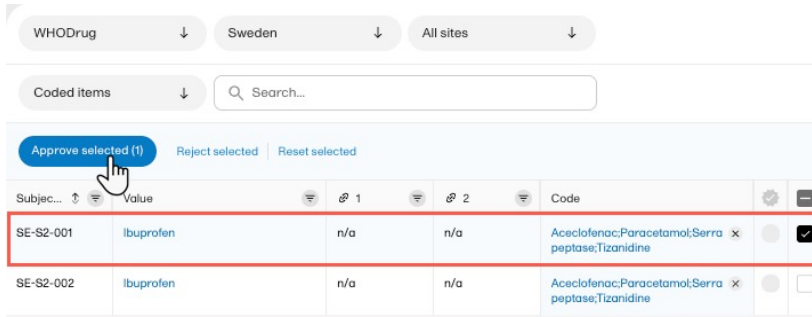 WHODrug Sweden All sites
Coded items Search...
Approve selected (1) Reject selected Reset selected
Subjec... Value 1 2 Code
SE-S2-001 Ibuprofen n/a n/a Aceclofenac;Paracetamol;Serra
peptase;Tizanidine
SE-S2-002 Ibuprofen n/a n/a Aceclofenac;Paracetamol;Serra
peptase;Tizanidine